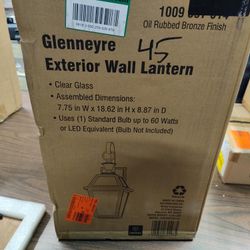 Oil Rubbed Bronze Finish
Glenneyre 45
Exterior Wall Lantern
• Clear Glass
• Assembled Dimensions:
7.75 in W x 18.62 in H x 8.87 in D
• Uses (1) Standard Bulb up to 60 Watts
or LED Equivalent (Bulb Not Included)